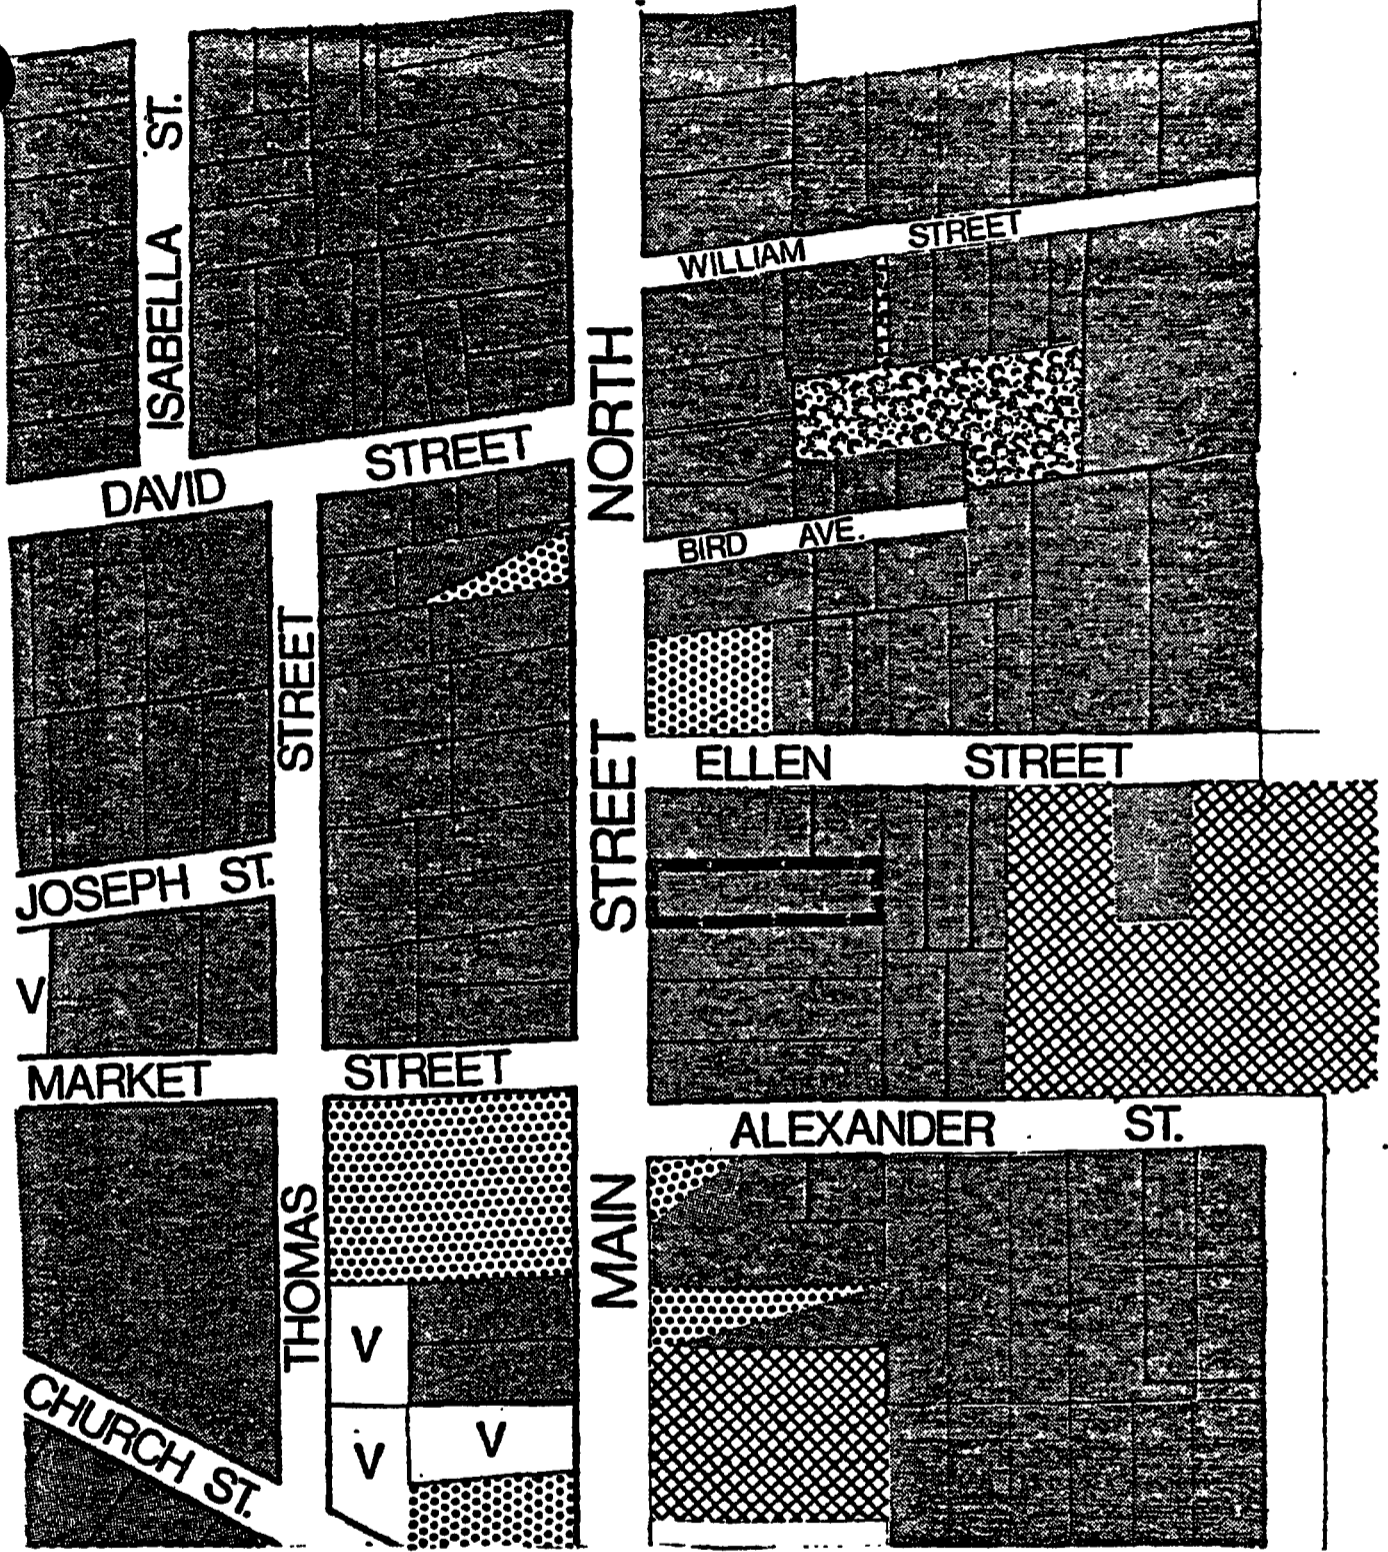 ISABELLA ST.
WILLIAM STREET
NORTH
DAVID STREET
BIRD AVE.
STREET
STREET
ELLEN STREET
JOSEPH ST.
V
MARKET STREET
ALEXANDER ST.
THOMAS
MAIN
V
CHURCH ST.
V
V